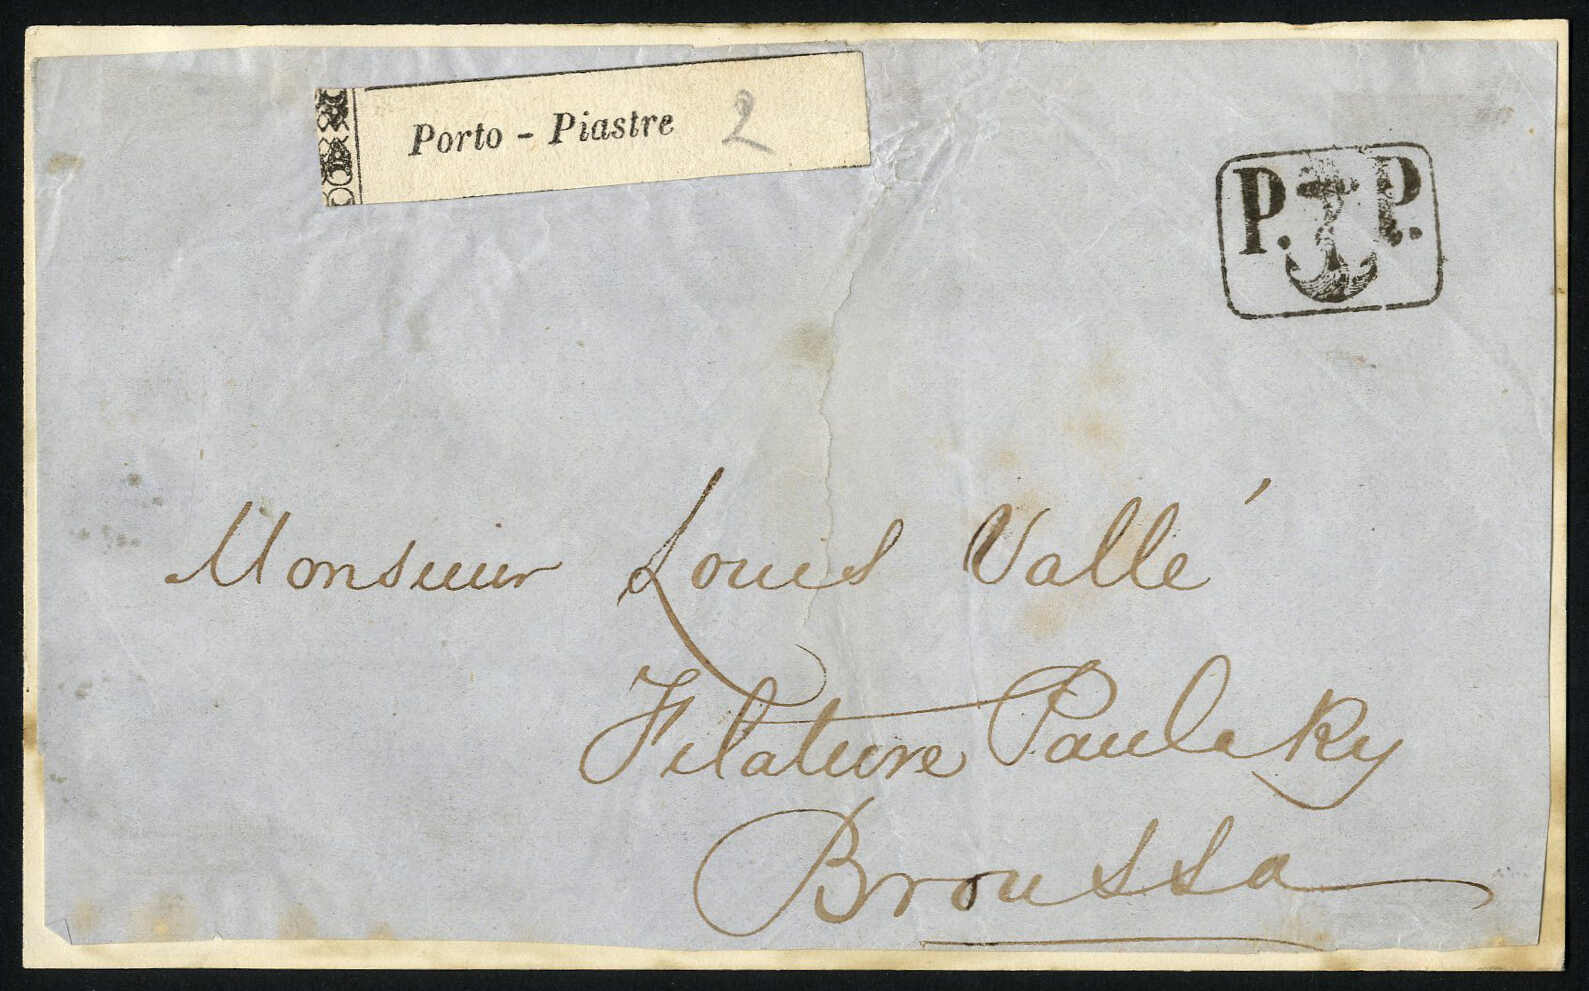 Porto - Piastre 2
P. P.
Monsieur Louis Vallé
Filature Paulaky
Broussa